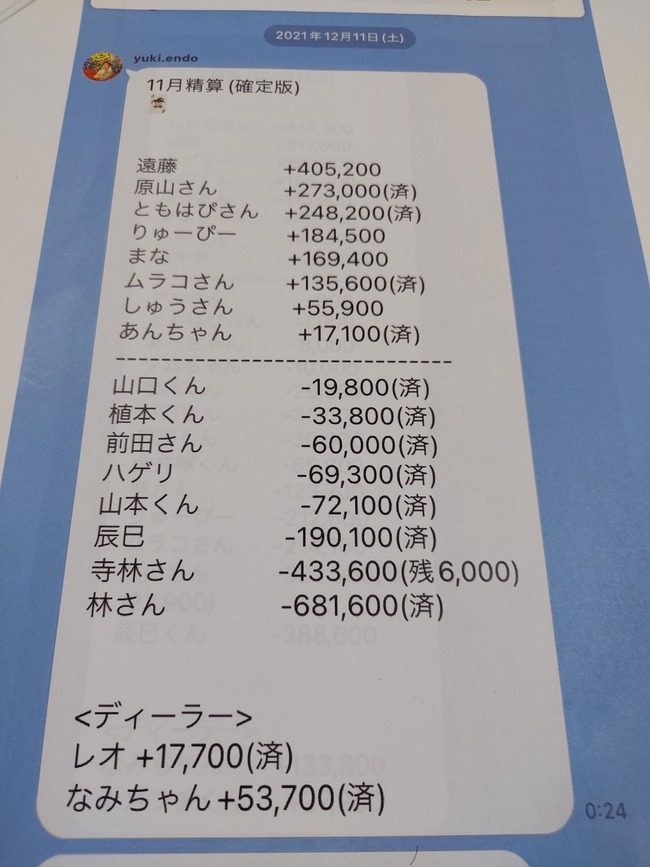 2021年12月11日(土)
yuki.endo
11月精算(確定版)
遠藤 +405,200
原山さん +273,000(済)
ともはぴさん +248,200(済)
りゅーぴー +184,500
まな +169,400
ムラコさん +135,600(済)
しゅうさん +55,900
あんちゃん +17,100(済)
--------------------------------
山口くん -19,800(済)
植本くん -33,800(済)
前田さん -60,000(済)
ハゲリ -69,300(済)
山本くん -72,100(済)
辰巳 -190,100(済)
寺林さん -433,600(残6,000)
林さん -681,600(済)
辰巳くん -388,600
<ディーラー>
レオ +17,700(済)
なみちゃん+53,700(済)
0:24